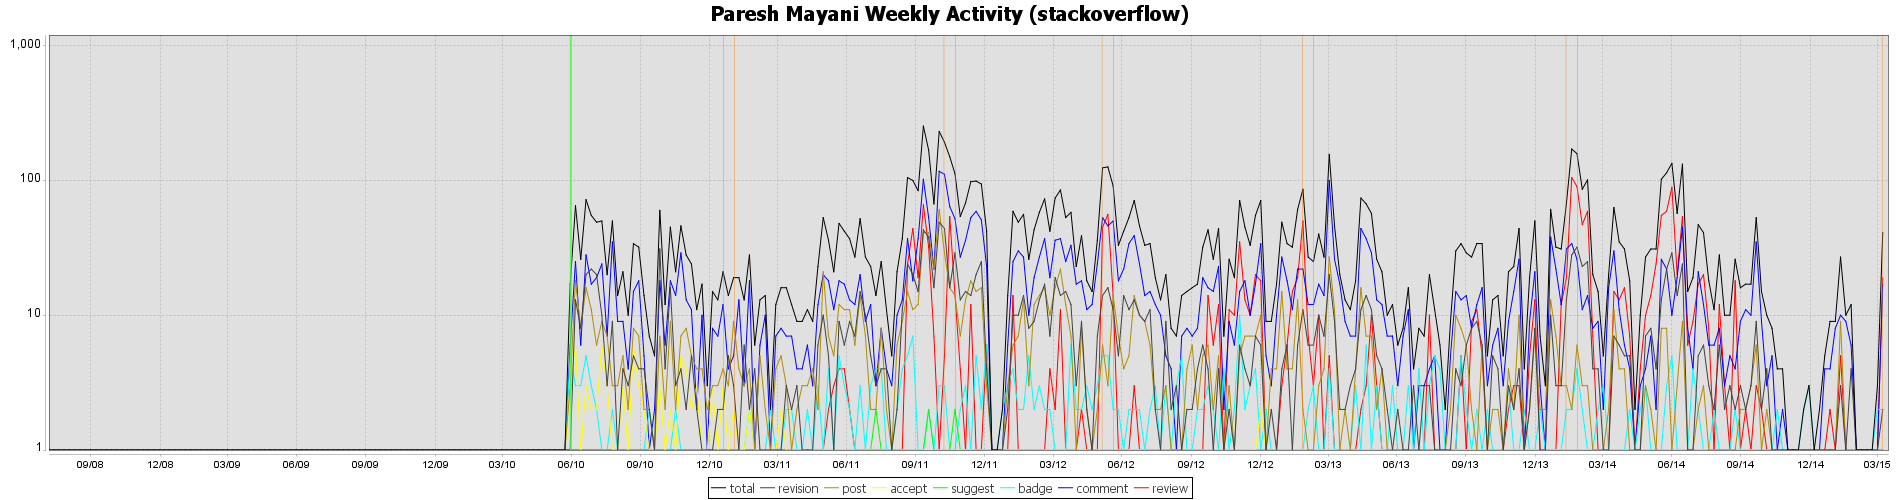 Paresh Mayani Weekly Activity (stackoverflow)
1,000
100
10
1
09/08 12/08 03/09 06/09 09/09 12/09 03/10 06/10 09/10 12/10 03/11 06/11 09/11 12/11 03/12 06/12 09/12 12/12 03/13 06/13 09/13 12/13 03/14 06/14 09/14 12/14 03/15
total revision post accept suggest badge comment review